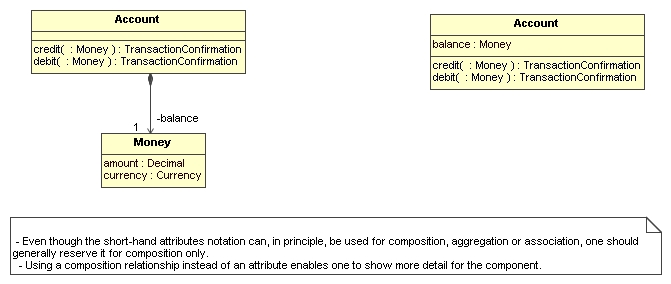 Account
credit( : Money ) : TransactionConfirmation
debit( : Money ) : TransactionConfirmation
-balance
1
Money
amount : Decimal
currency : Currency
Account
balance : Money
credit( : Money ) : TransactionConfirmation
debit( : Money ) : TransactionConfirmation
- Even though the short-hand attributes notation can, in principle, be used for composition, aggregation or association, one should
generally reserve it for composition only.
- Using a composition relationship instead of an attribute enables one to show more detail for the component.